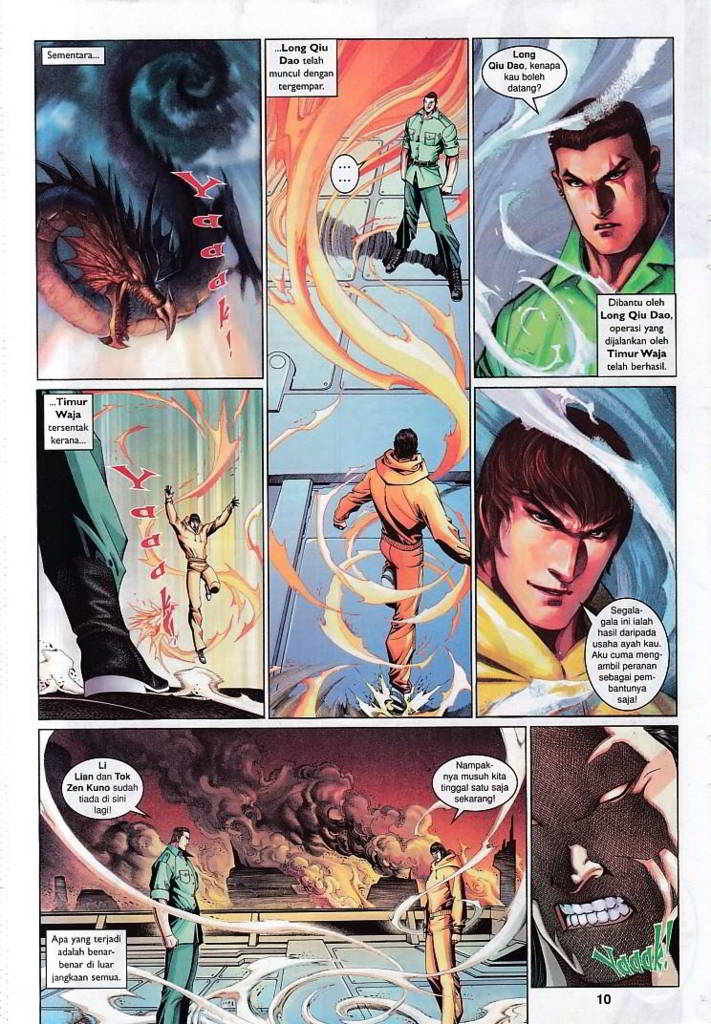 Sementara...
Yaaak!
...Long Qiu
Dao telah
muncul dengan
tergempar.
...
...
Long
Qiu Dao, kenapa
kau boleh
datang?
Dibantu oleh
Long Qiu Dao,
operasi yang
dijalankan oleh
Timur Waja
telah berhasil.
...Timur
Waja
tersentak
kerana...
Yaaak!
Segala-
gala ini ialah
hasil daripada
usaha ayah kau.
Aku cuma meng-
ambil peranan
sebagai pem-
bantunya
saja!
Li
Lian dan Tok
Zen Kuno sudah
tiada di sini
lagi!
Nampak-
nya musuh kita
tinggal satu saja
sekarang!
Apa yang terjadi
adalah benar-
benar di luar
jangkaan semua.
Yaaak!
10